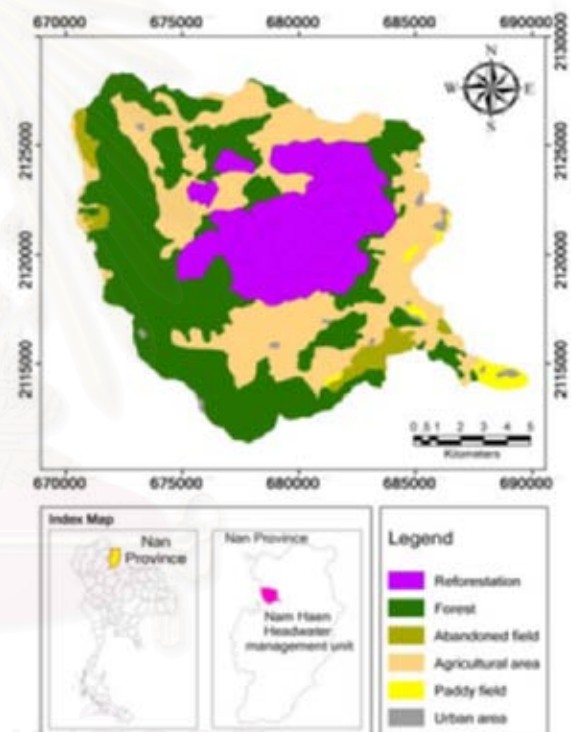 670000 675000 680000 685000 690000
2130000
N
W E
S
2125000 2125000
2120000 2120000
2115000 2115000
0 .5 1 2 3 4 5
Kilometers
670000 675000 680000 685000 690000
Index Map
Nan
Province
Nan Province
Nam Haen
Headwater
management unit
Legend
Reforestation
Forest
Abandoned field
Agricultural area
Paddy field
Urban area